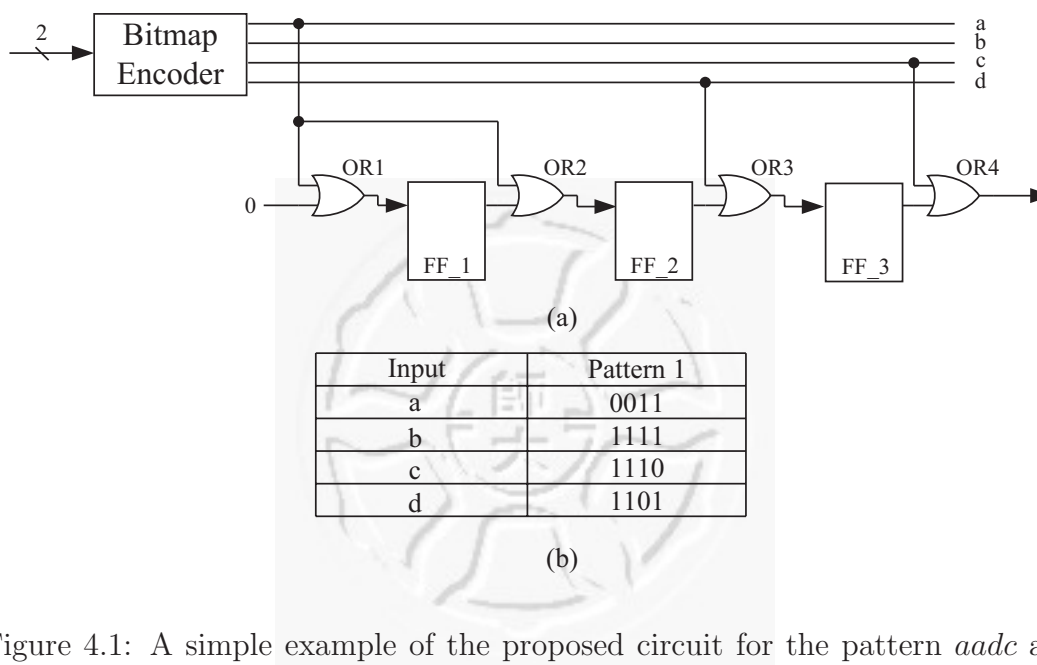 2
Bitmap
Encoder
a
b
c
d
OR1
OR2
OR3
OR4
0
FF_1
FF_2
FF_3
(a)
Input Pattern 1
a 0011
b 1111
c 1110
d 1101
(b)
Figure 4.1: A simple example of the proposed circuit for the pattern aadc